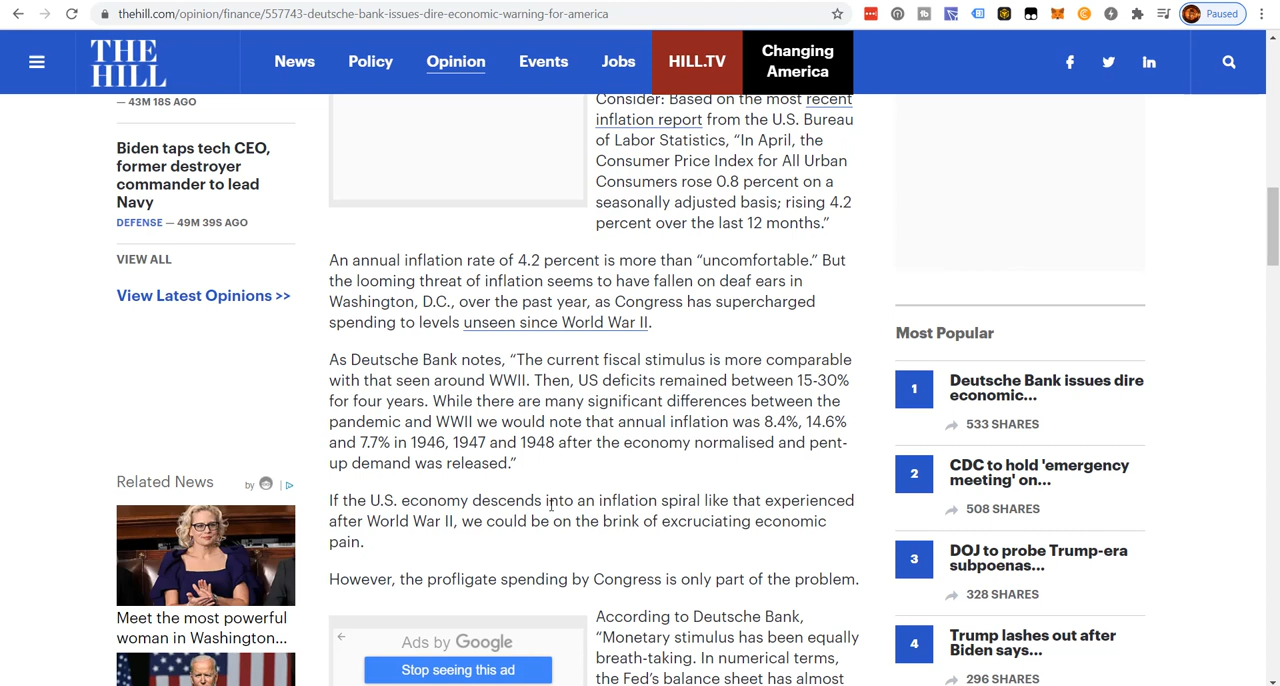 thehill.com/opinion/finance/557743-deutsche-bank-issues-dire-economic-warning-for-america
Paused
THE
HILL
News
Policy
Opinion
Events
Jobs
HILL.TV
Changing
America
— 43M 18S AGO
Biden taps tech CEO,
former destroyer
commander to lead
Navy
DEFENSE — 49M 39S AGO
VIEW ALL
View Latest Opinions >>
Related News
by
Meet the most powerful
woman in Washington...
Consider: Based on the most recent
inflation report from the U.S. Bureau
of Labor Statistics, “In April, the
Consumer Price Index for All Urban
Consumers rose 0.8 percent on a
seasonally adjusted basis; rising 4.2
percent over the last 12 months.”
An annual inflation rate of 4.2 percent is more than “uncomfortable.” But
the looming threat of inflation seems to have fallen on deaf ears in
Washington, D.C., over the past year, as Congress has supercharged
spending to levels unseen since World War II.
As Deutsche Bank notes, “The current fiscal stimulus is more comparable
with that seen around WWII. Then, US deficits remained between 15-30%
for four years. While there are many significant differences between the
pandemic and WWII we would note that annual inflation was 8.4%, 14.6%
and 7.7% in 1946, 1947 and 1948 after the economy normalised and pent-
up demand was released.”
If the U.S. economy descends into an inflation spiral like that experienced
after World War II, we could be on the brink of excruciating economic
pain.
However, the profligate spending by Congress is only part of the problem.
Ads by Google
Stop seeing this ad
According to Deutsche Bank,
“Monetary stimulus has been equally
breath-taking. In numerical terms,
the Fed’s balance sheet has almost
Most Popular
1
Deutsche Bank issues dire
economic...
533 SHARES
2
CDC to hold 'emergency
meeting' on...
508 SHARES
3
DOJ to probe Trump-era
subpoenas...
328 SHARES
4
Trump lashes out after
Biden says...
296 SHARES